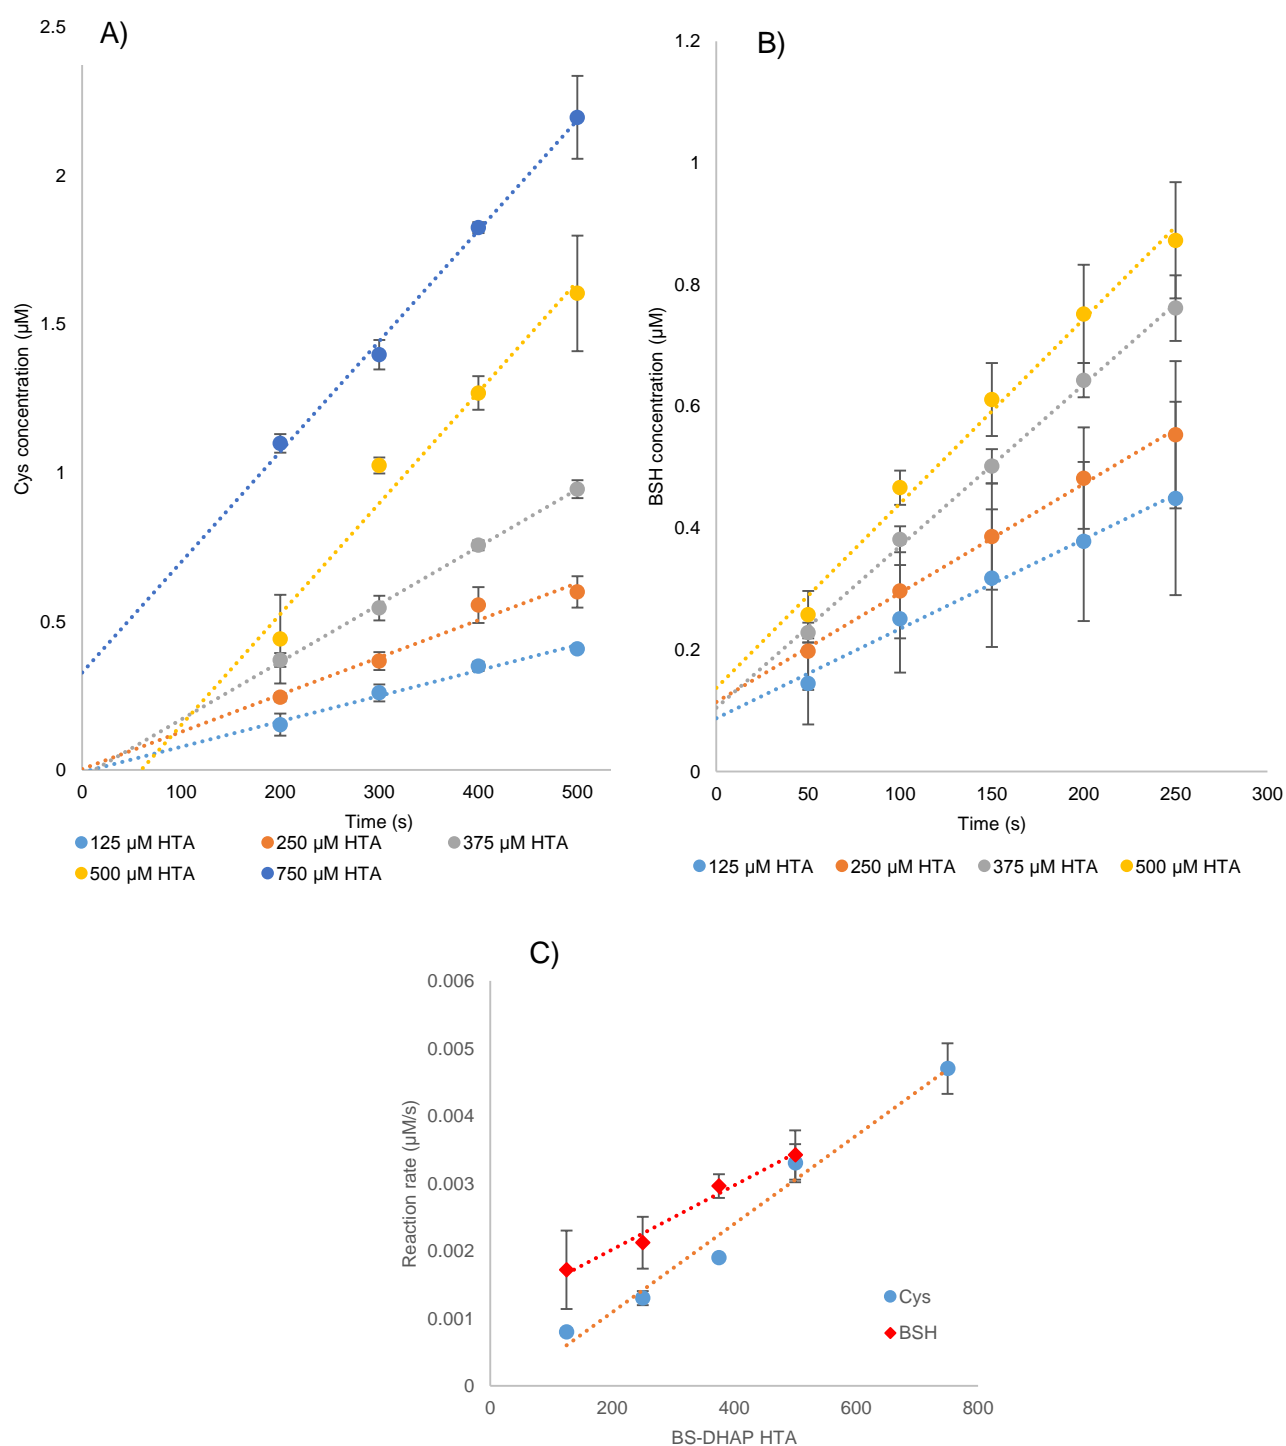 A)
Cys concentration (µM)
2.5
2
1.5
1
0.5
0
0 100 200 300 400 500
Time (s)
125 µM HTA 250 µM HTA 375 µM HTA
500 µM HTA 750 µM HTA
B)
BSH concentration (µM)
1.2
1
0.8
0.6
0.4
0.2
0
0 50 100 150 200 250 300
Time (s)
125 µM HTA 250 µM HTA 375 µM HTA 500 µM HTA
C)
Reaction rate (µM/s)
0.006
0.005
0.004
0.003
0.002
0.001
0
Cys
BSH
0 200 400 600 800
BS-DHAP HTA